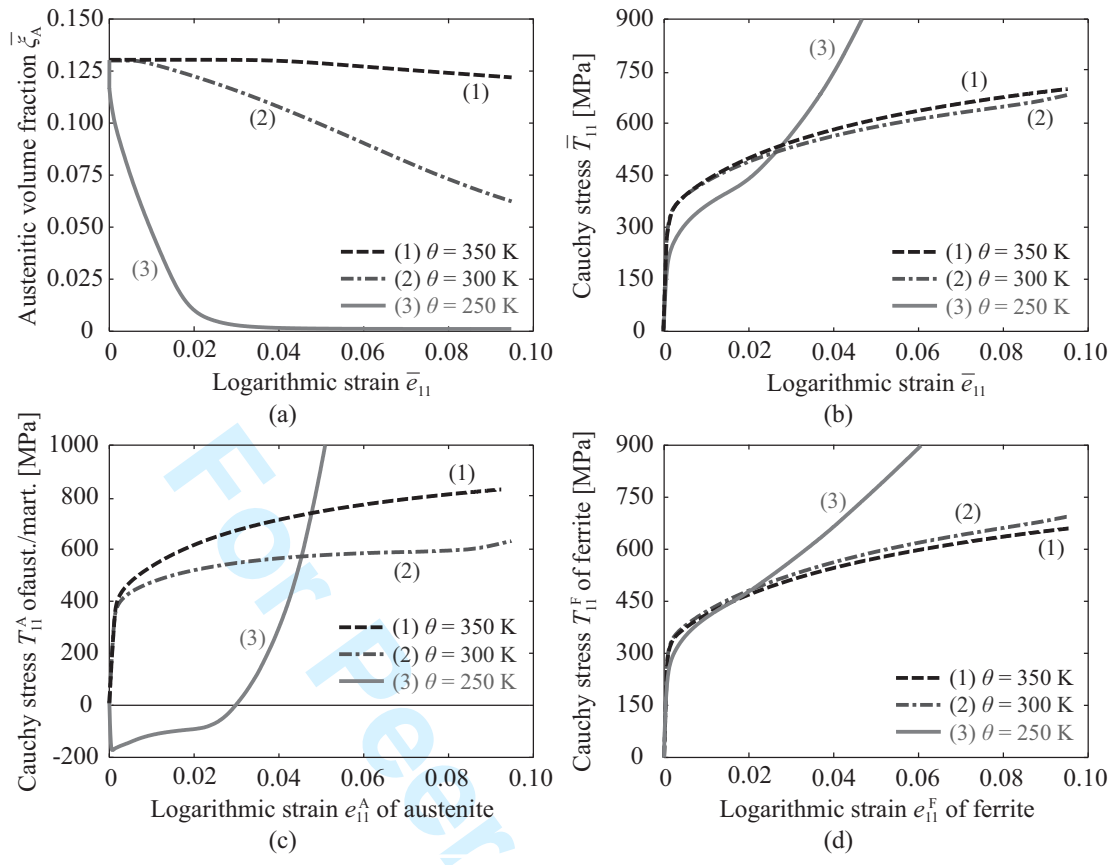 Austenitic volume fraction ξ̄_A
0.150
0.125
0.100
0.075
0.050
0.025
0
(1)
(2)
(3)
(1) θ = 350 K
(2) θ = 300 K
(3) θ = 250 K
0 0.02 0.04 0.06 0.08 0.10
Logarithmic strain ē₁₁
(a)
Cauchy stress T̄₁₁ [MPa]
900
750
600
450
300
150
0
(3)
(1)
(2)
(1) θ = 350 K
(2) θ = 300 K
(3) θ = 250 K
0 0.02 0.04 0.06 0.08 0.10
Logarithmic strain ē₁₁
(b)
Cauchy stress T₁₁^A ofaust./mart. [MPa]
1000
800
600
400
200
0
-200
(1)
(2)
(3)
(1) θ = 350 K
(2) θ = 300 K
(3) θ = 250 K
0 0.02 0.04 0.06 0.08 0.10
Logarithmic strain e₁₁^A of austenite
(c)
Cauchy stress T₁₁^F of ferrite [MPa]
900
750
600
450
300
150
0
(3)
(2)
(1)
(1) θ = 350 K
(2) θ = 300 K
(3) θ = 250 K
0 0.02 0.04 0.06 0.08 0.10
Logarithmic strain e₁₁^F of ferrite
(d)
For Peer